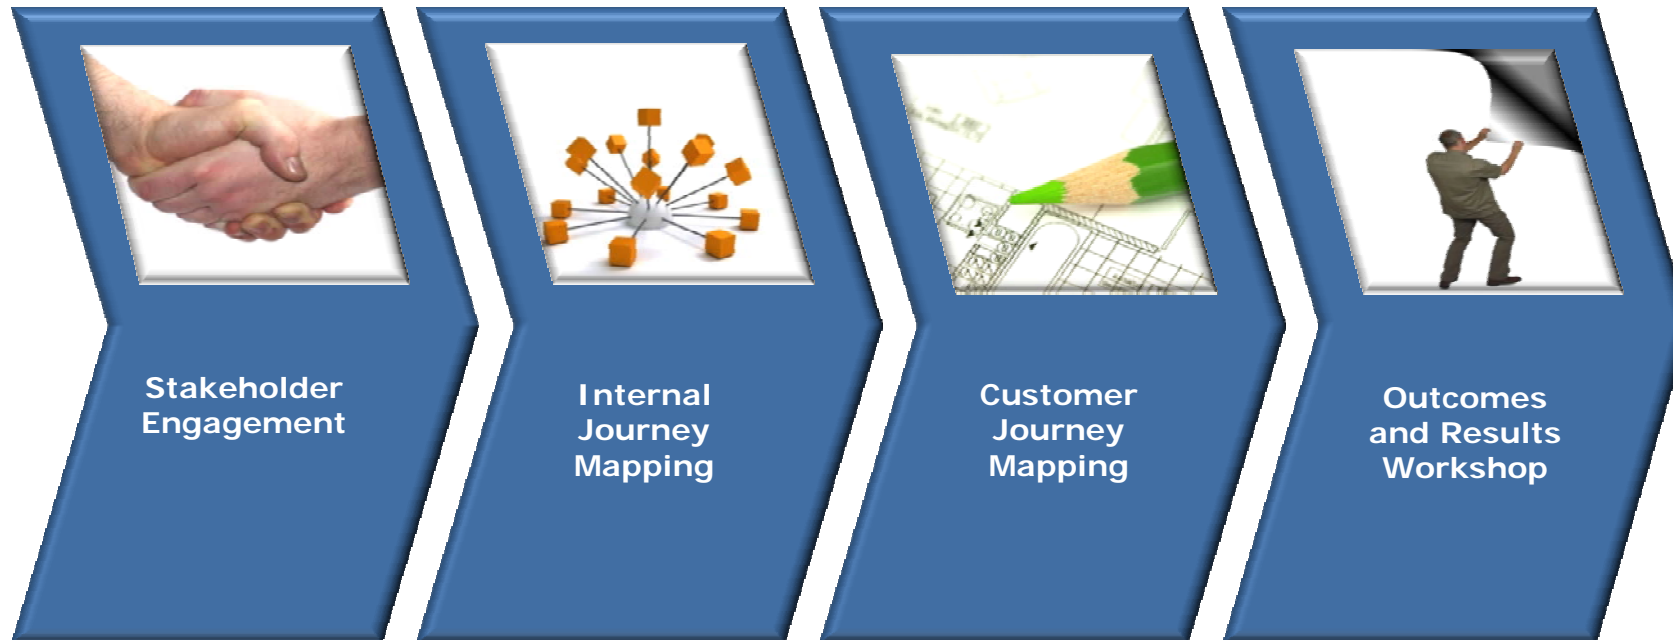 Stakeholder
Engagement
Internal
Journey
Mapping
Customer
Journey
Mapping
Outcomes
and Results
Workshop